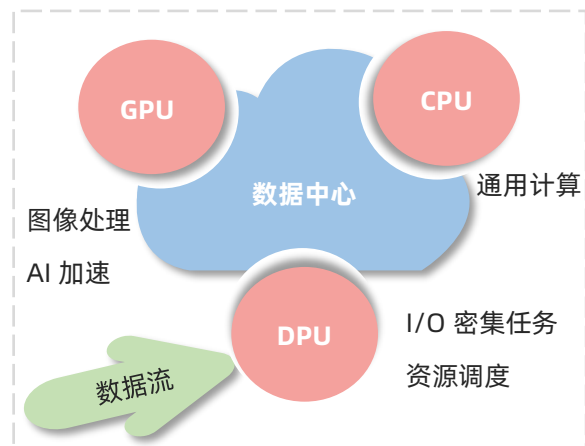 GPU
CPU
数据中心
通用计算
图像处理
AI 加速
DPU
I/O 密集任务
资源调度
数据流